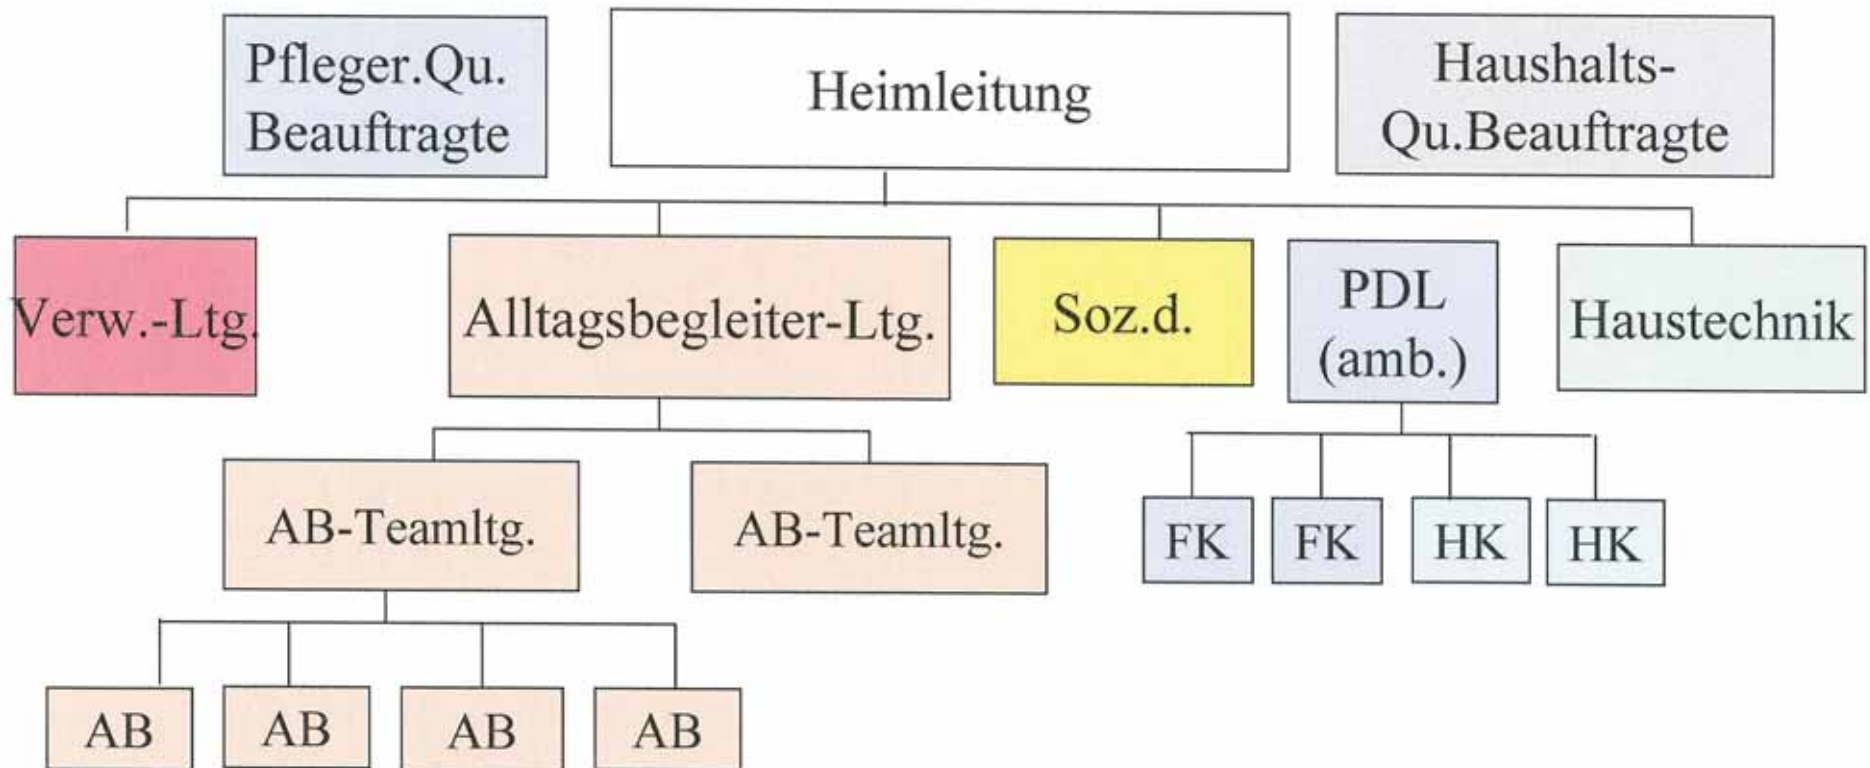 Pfleger.Qu.
Beauftragte
Heimleitung
Haushalts-
Qu.Beauftragte
Verw.-Ltg.
Alltagsbegleiter-Ltg.
Soz.d.
PDL
(amb.)
Haustechnik
AB-Teamltg.
AB-Teamltg.
FK
FK
HK
HK
AB
AB
AB
AB